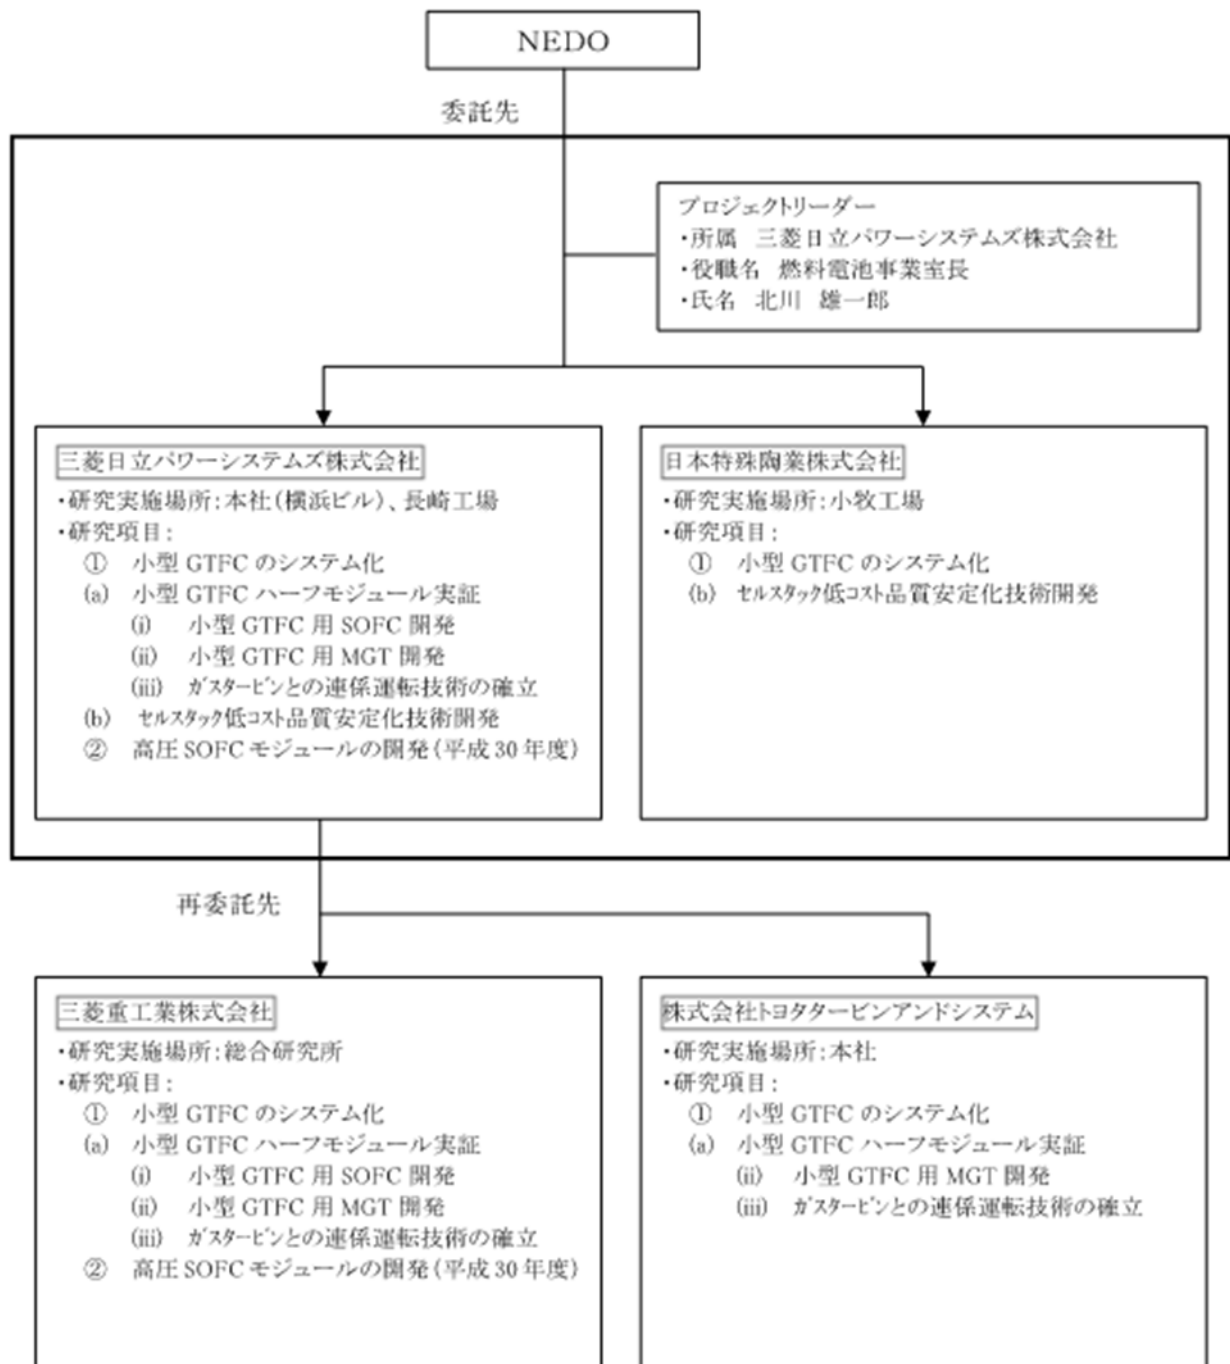 NEDO
委託先
プロジェクトリーダー
・所属　三菱日立パワーシステムズ株式会社
・役職名　燃料電池事業室長
・氏名　北川　雄一郎
三菱日立パワーシステムズ株式会社
・研究実施場所：本社（横浜ビル）、長崎工場
・研究項目：
①　小型 GTFC のシステム化
(a)　小型 GTFC ハーフモジュール実証
(i)　小型 GTFC 用 SOFC 開発
(ii)　小型 GTFC 用 MGT 開発
(iii)　ｶﾞｽﾀｰﾋﾞﾝとの連係運転技術の確立
(b)　ｾﾙｽﾀｯｸ低ｺｽﾄ品質安定化技術開発
②　高圧 SOFC モジュールの開発（平成 30 年度）
日本特殊陶業株式会社
・研究実施場所：小牧工場
・研究項目：
①　小型 GTFC のシステム化
(b)　ｾﾙｽﾀｯｸ低ｺｽﾄ品質安定化技術開発
再委託先
三菱重工業株式会社
・研究実施場所：総合研究所
・研究項目：
①　小型 GTFC のシステム化
(a)　小型 GTFC ハーフモジュール実証
(i)　小型 GTFC 用 SOFC 開発
(ii)　小型 GTFC 用 MGT 開発
(iii)　ｶﾞｽﾀｰﾋﾞﾝとの連係運転技術の確立
②　高圧 SOFC モジュールの開発（平成 30 年度）
株式会社トヨタタービンアンドシステム
・研究実施場所：本社
・研究項目：
①　小型 GTFC のシステム化
(a)　小型 GTFC ハーフモジュール実証
(ii)　小型 GTFC 用 MGT 開発
(iii)　ｶﾞｽﾀｰﾋﾞﾝとの連係運転技術の確立